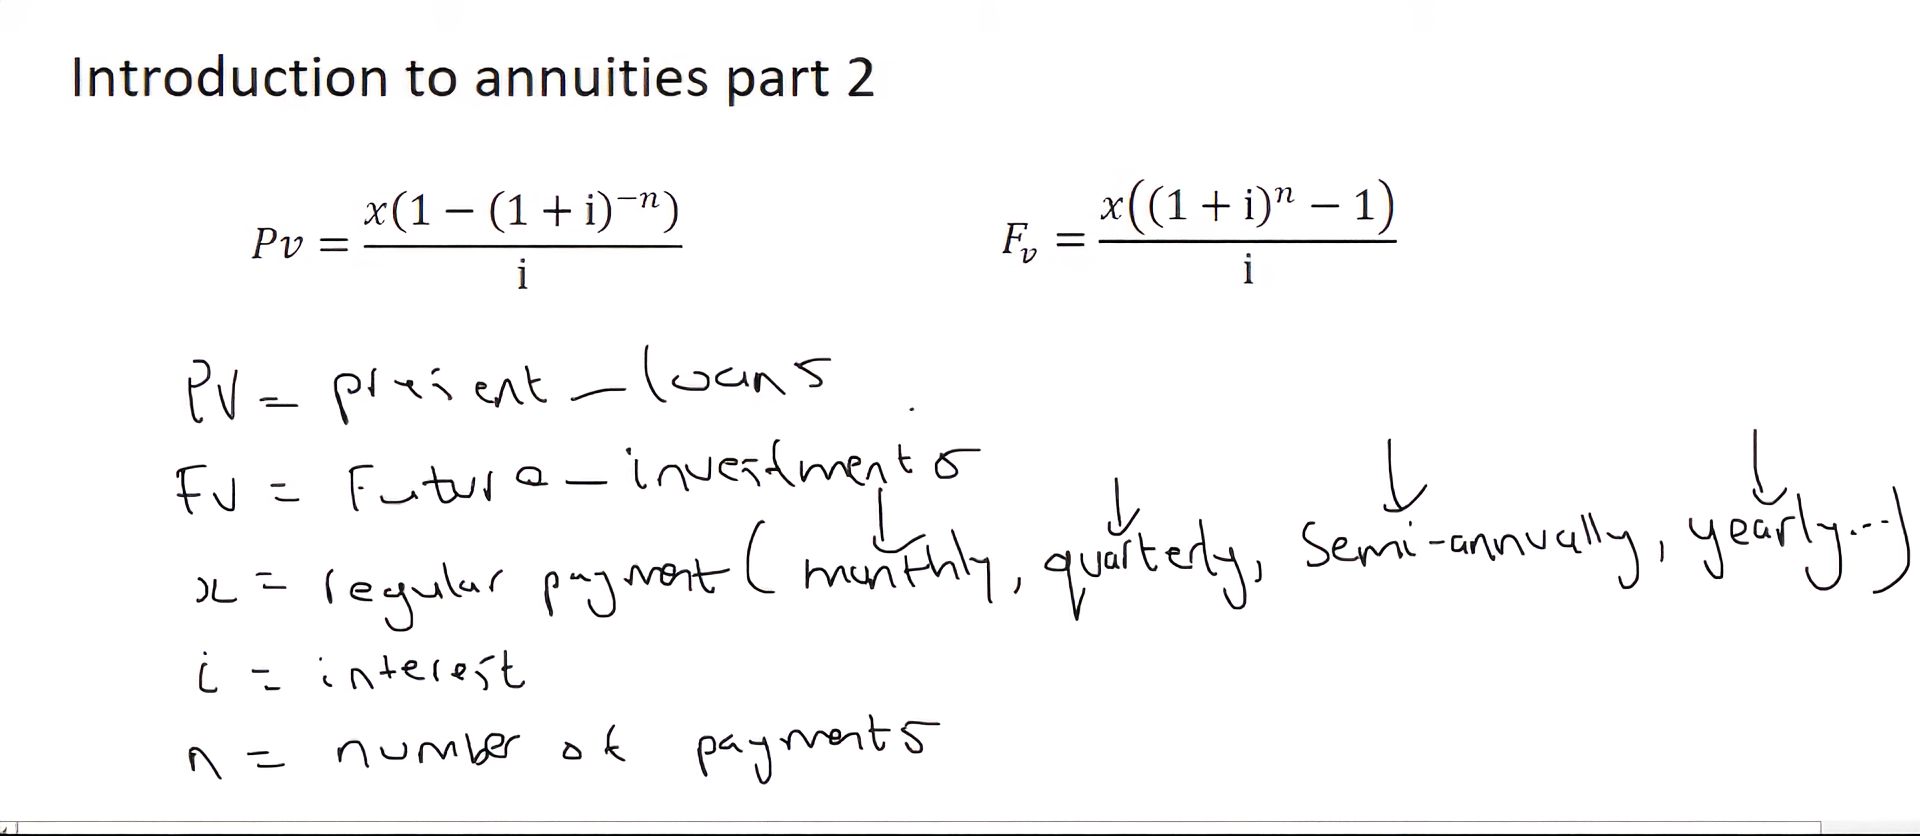 Introduction to annuities part 2
Pv = x(1 − (1 + i)⁻ⁿ) / i
Fᵥ = x((1 + i)ⁿ − 1) / i
PV = present – loans
FV = Future – investments
x = regular payment (monthly, quarterly, Semi-annually, yearly...)
i = interest
n = number of payments